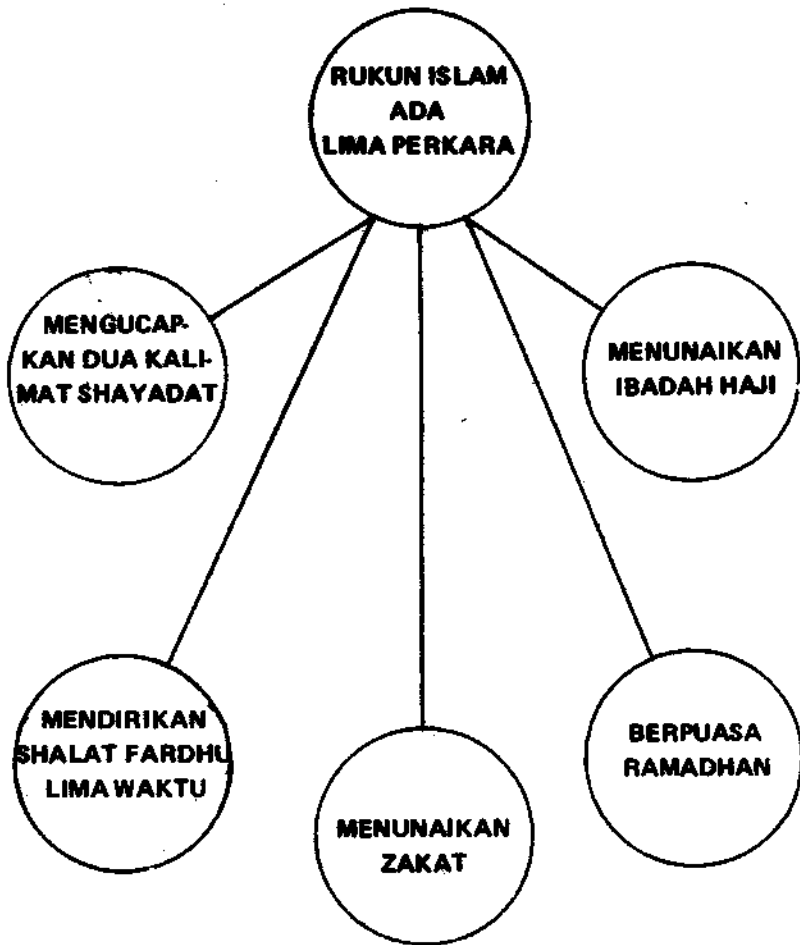 RUKUN ISLAM
ADA
LIMA PERKARA
MENGUCAP-
KAN DUA KALI-
MAT SHAYADAT
MENUNAIKAN
IBADAH HAJI
MENDIRIKAN
SHALAT FARDHU
LIMA WAKTU
MENUNAIKAN
ZAKAT
BERPUASA
RAMADHAN